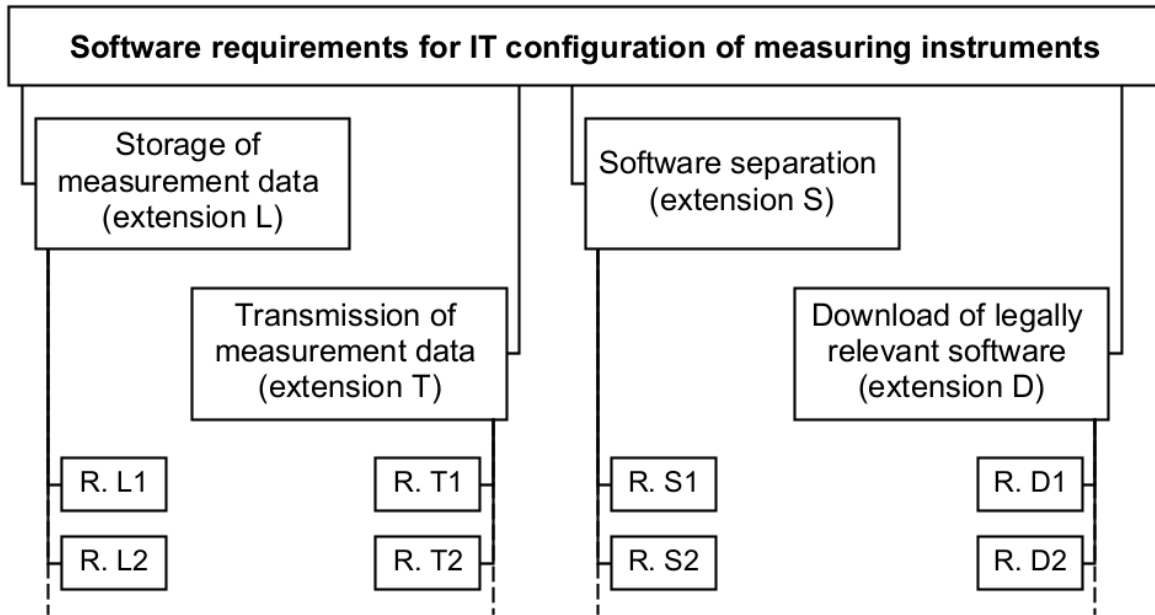 Software requirements for IT configuration of measuring instruments
Storage of
measurement data
(extension L)
Software separation
(extension S)
Transmission of
measurement data
(extension T)
Download of legally
relevant software
(extension D)
R. L1
R. T1
R. S1
R. D1
R. L2
R. T2
R. S2
R. D2